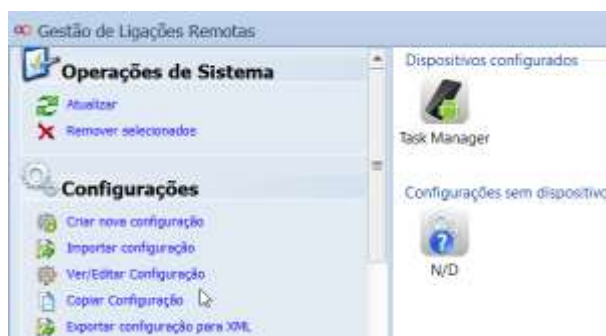 Gestão de Ligações Remotas
Operações de Sistema
Atualizar
Remover selecionados
Configurações
Criar nova configuração
Importar configuração
Ver/Editar Configuração
Copiar Configuração
Exportar configuração para XML
Dispositivos configurados
Task Manager
Configurações sem dispositivo
N/D